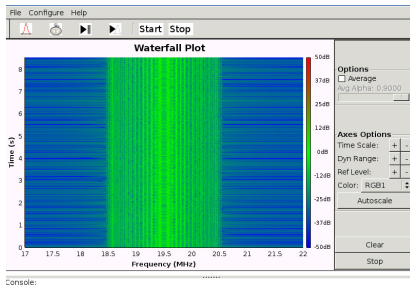 File Configure Help
Start Stop
Waterfall Plot
50dB
37dB
25dB
12dB
0dB
-12dB
-25dB
-37dB
-50dB
8
7
6
5
4
3
2
1
0
Time (s)
17 17.5 18 18.5 19 19.5 20 20.5 21 21.5 22
Frequency (MHz)
Options
Average
Avg Alpha: 0.9000
Axes Options
Time Scale: + -
Dyn Range: + -
Ref Level: + -
Color: RGB1
Autoscale
Clear
Stop
Console: